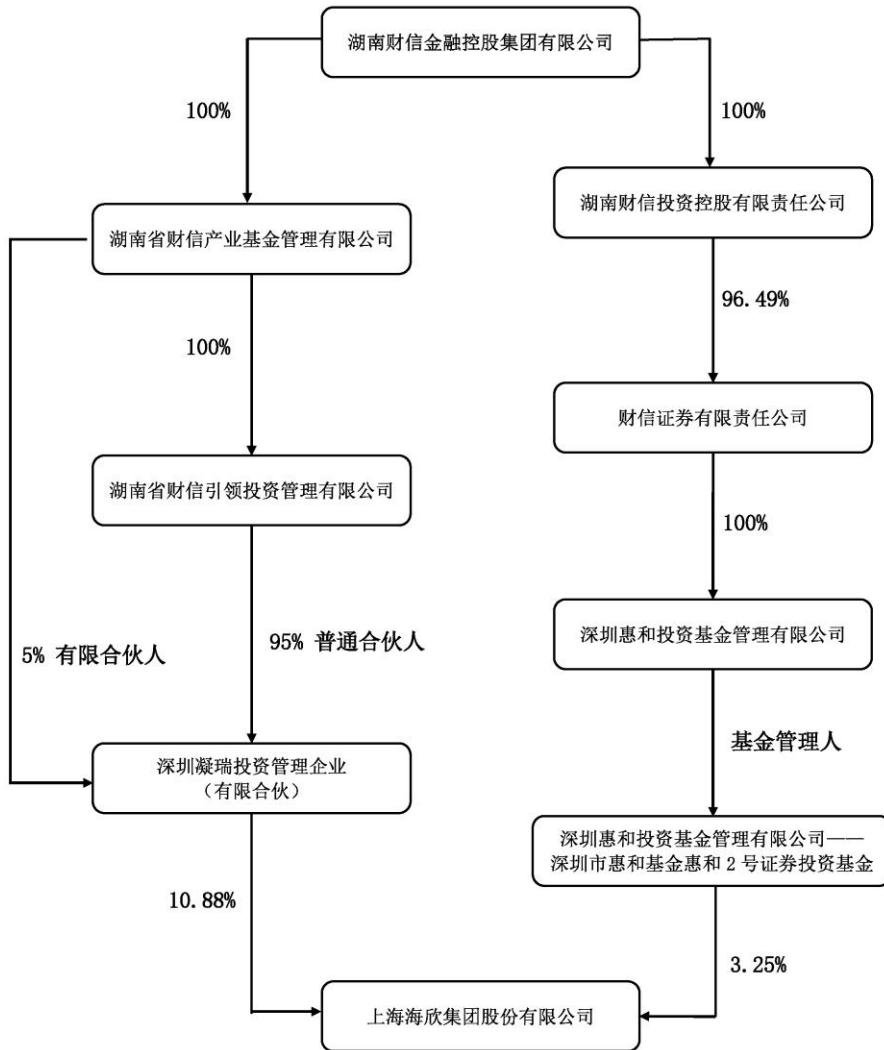 湖南财信金融控股集团有限公司
100%
100%
湖南省财信产业基金管理有限公司
湖南财信投资控股有限责任公司
96.49%
100%
财信证券有限责任公司
湖南省财信引领投资管理有限公司
100%
5% 有限合伙人
95% 普通合伙人
深圳惠和投资基金管理有限公司
基金管理人
深圳凝瑞投资管理企业
（有限合伙）
深圳惠和投资基金管理有限公司——
深圳市惠和基金惠和 2 号证券投资基金
10.88%
3.25%
上海海欣集团股份有限公司